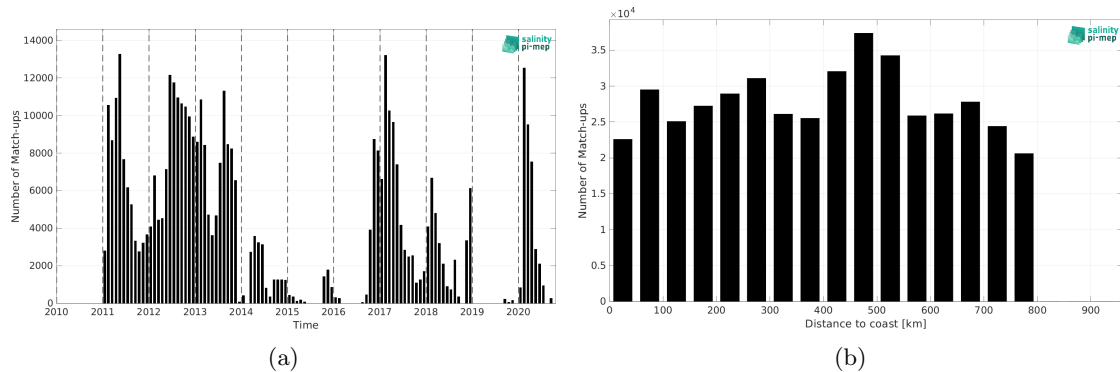 salinity
pi-mep
14000
12000
10000
8000
6000
4000
2000
0
Number of Match-ups
2010 2011 2012 2013 2014 2015 2016 2017 2018 2019 2020
Time
(a)
×10⁴
salinity
pi-mep
3.5
3
2.5
2
1.5
1
0.5
0
Number of Match-ups
0 100 200 300 400 500 600 700 800 900
Distance to coast [km]
(b)